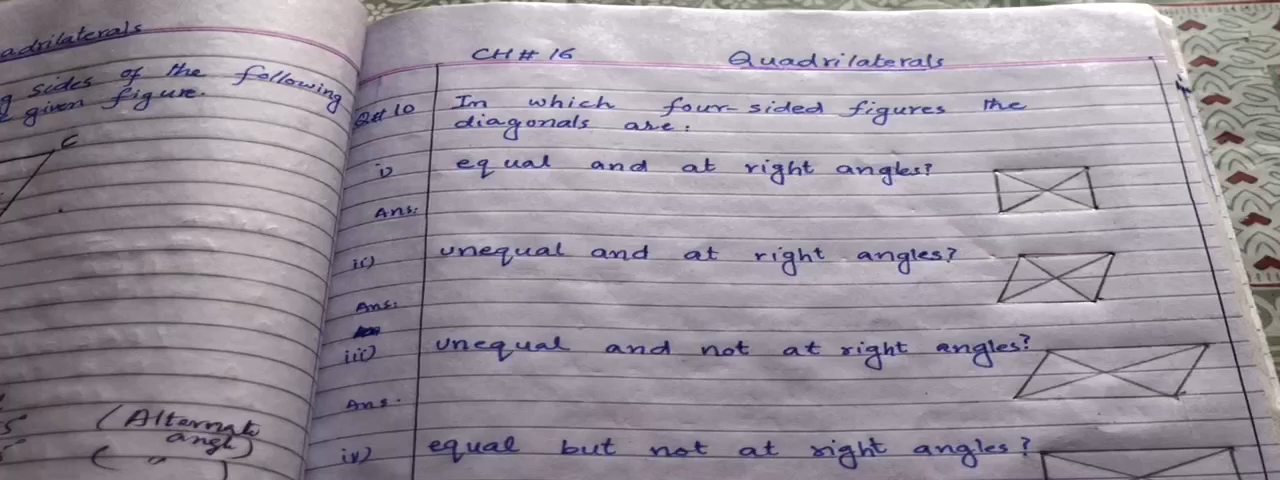 adrilaterals
g sides of the following
given figure.
C
(Alternate
angl)
( " )
CH # 16 Quadrilaterals
Q# 10 In which four-sided figures the
diagonals are:
i) equal and at right angles?
Ans:
ii) unequal and at right angles?
Ans:
iii) unequal and not at right angles?
Ans.
iv) equal but not at right angles?